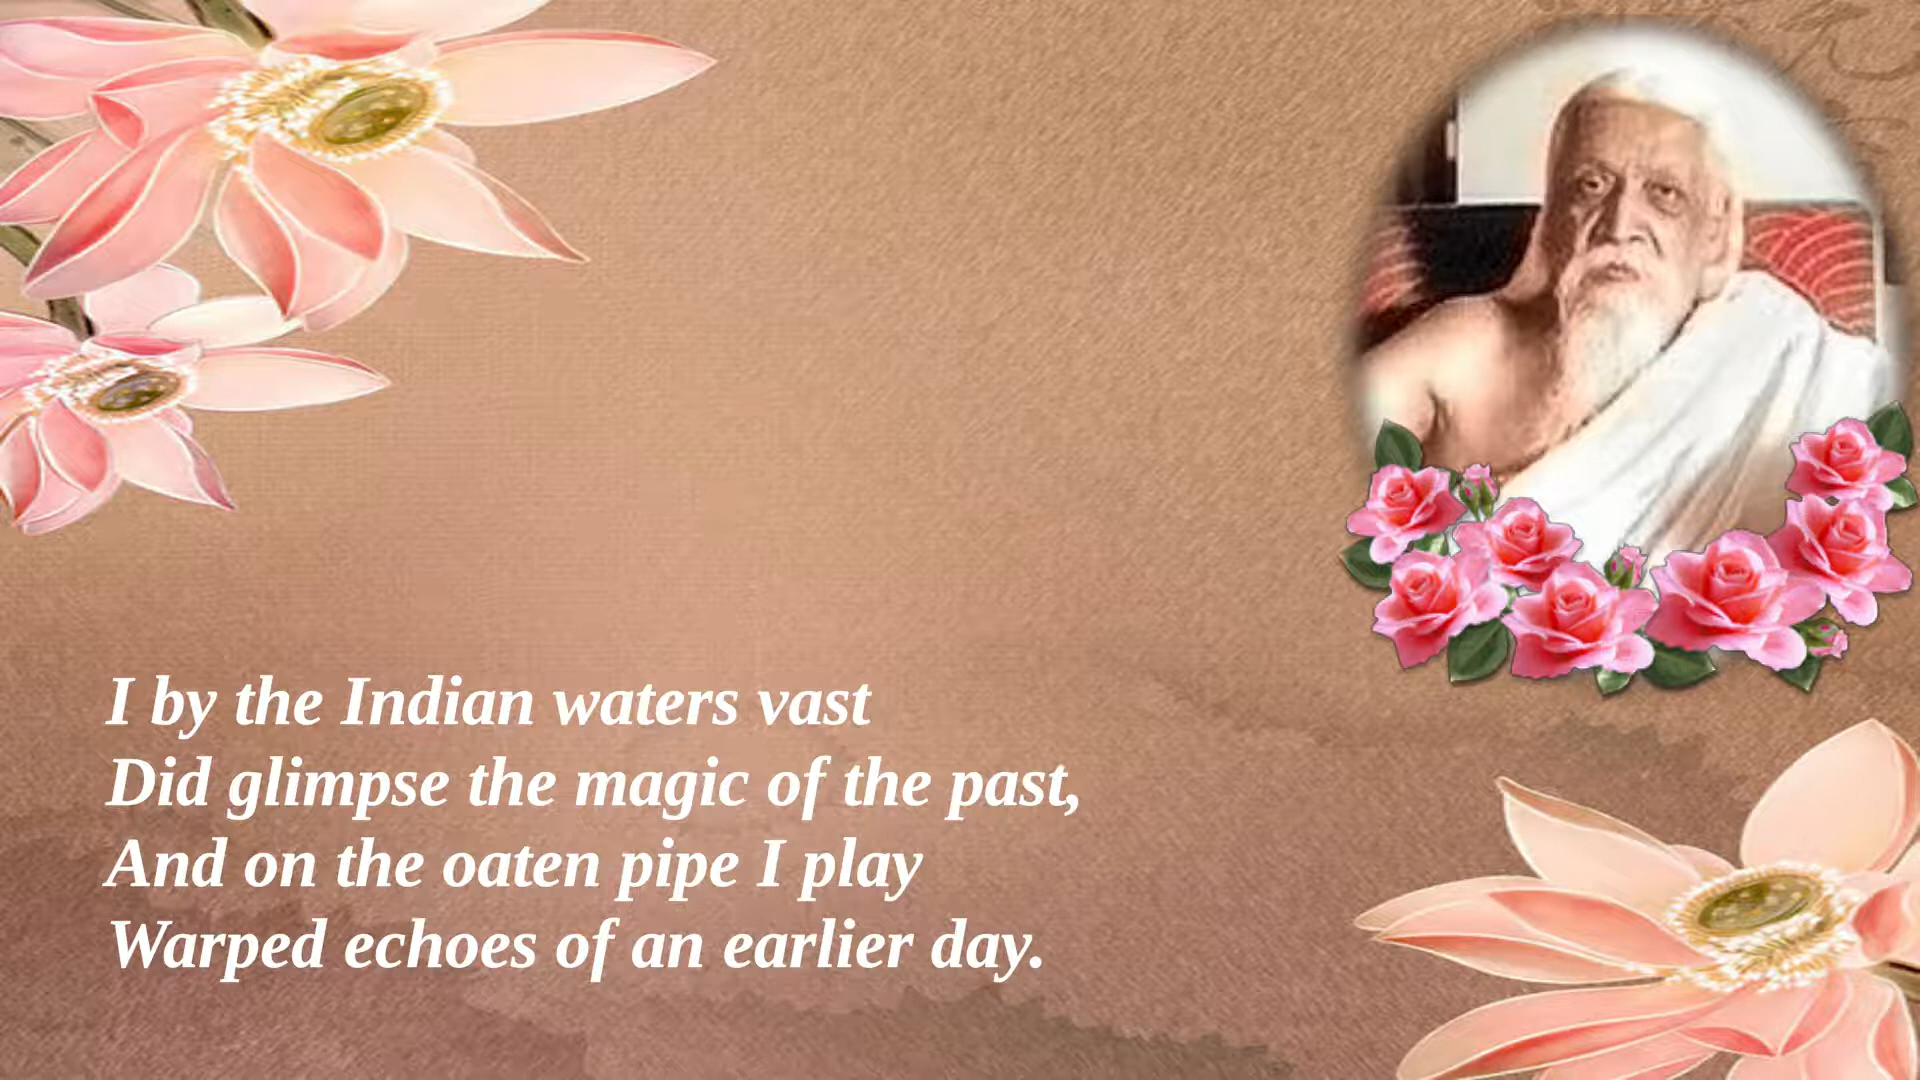 I by the Indian waters vast
Did glimpse the magic of the past,
And on the oaten pipe I play
Warped echoes of an earlier day.